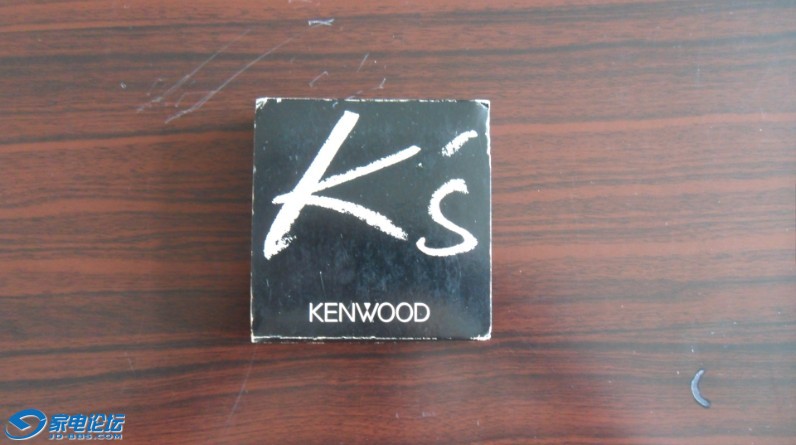 K's
KENWOOD
家电论坛
JD-BBS.COM